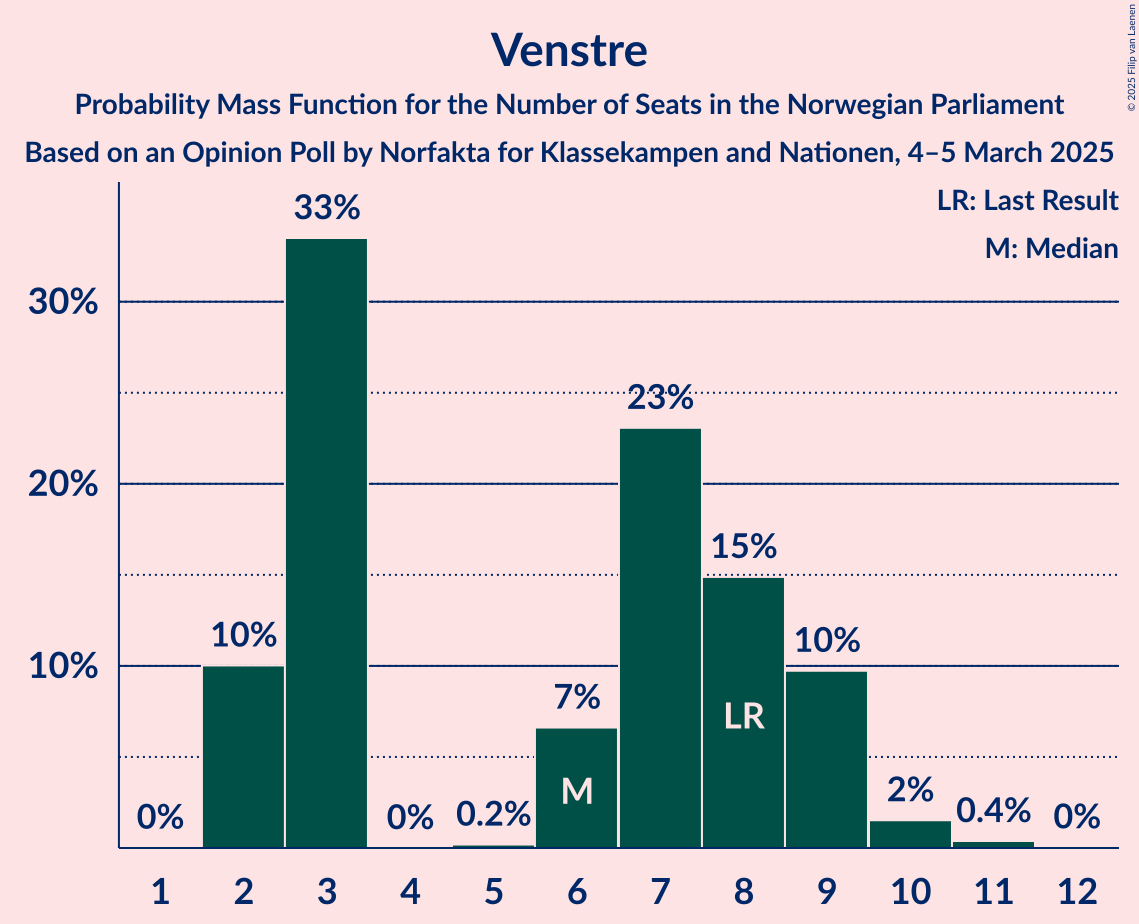 Venstre
Probability Mass Function for the Number of Seats in the Norwegian Parliament
Based on an Opinion Poll by Norfakta for Klassekampen and Nationen, 4–5 March 2025
© 2025 Filip van Laenen
LR: Last Result
M: Median
33%
30%
23%
20%
15%
10%
10%
10%
7%
LR
M
2%
0.4%
0.2%
0%
0%
0%
1 2 3 4 5 6 7 8 9 10 11 12